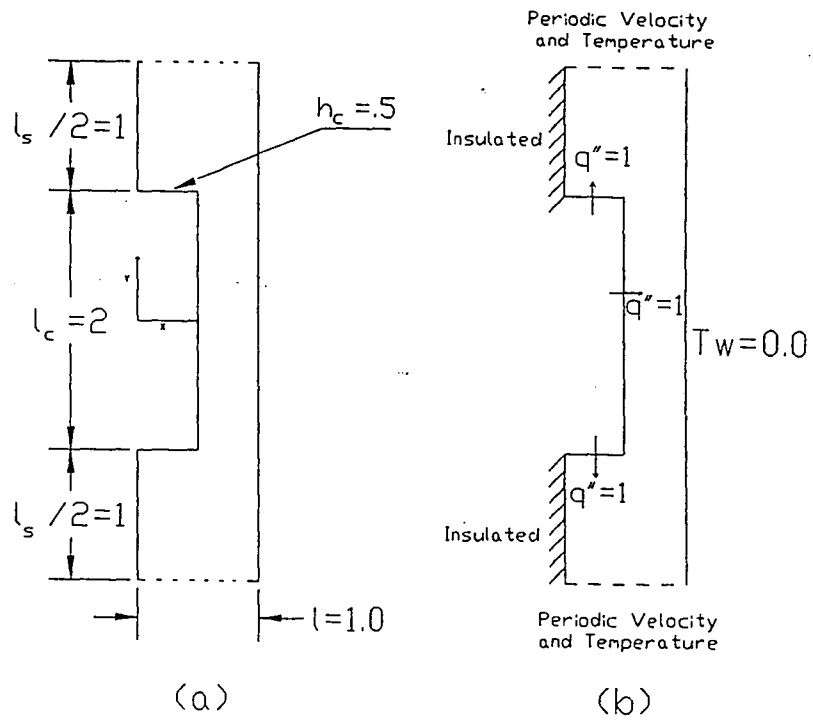 l_s /2=1
h_c =.5
l_c =2
Y
X
l_s /2=1
l=1.0
(a)
Periodic Velocity
and Temperature
Insulated
q"=1
q"=1
Tw=0.0
q"=1
Insulated
Periodic Velocity
and Temperature
(b)